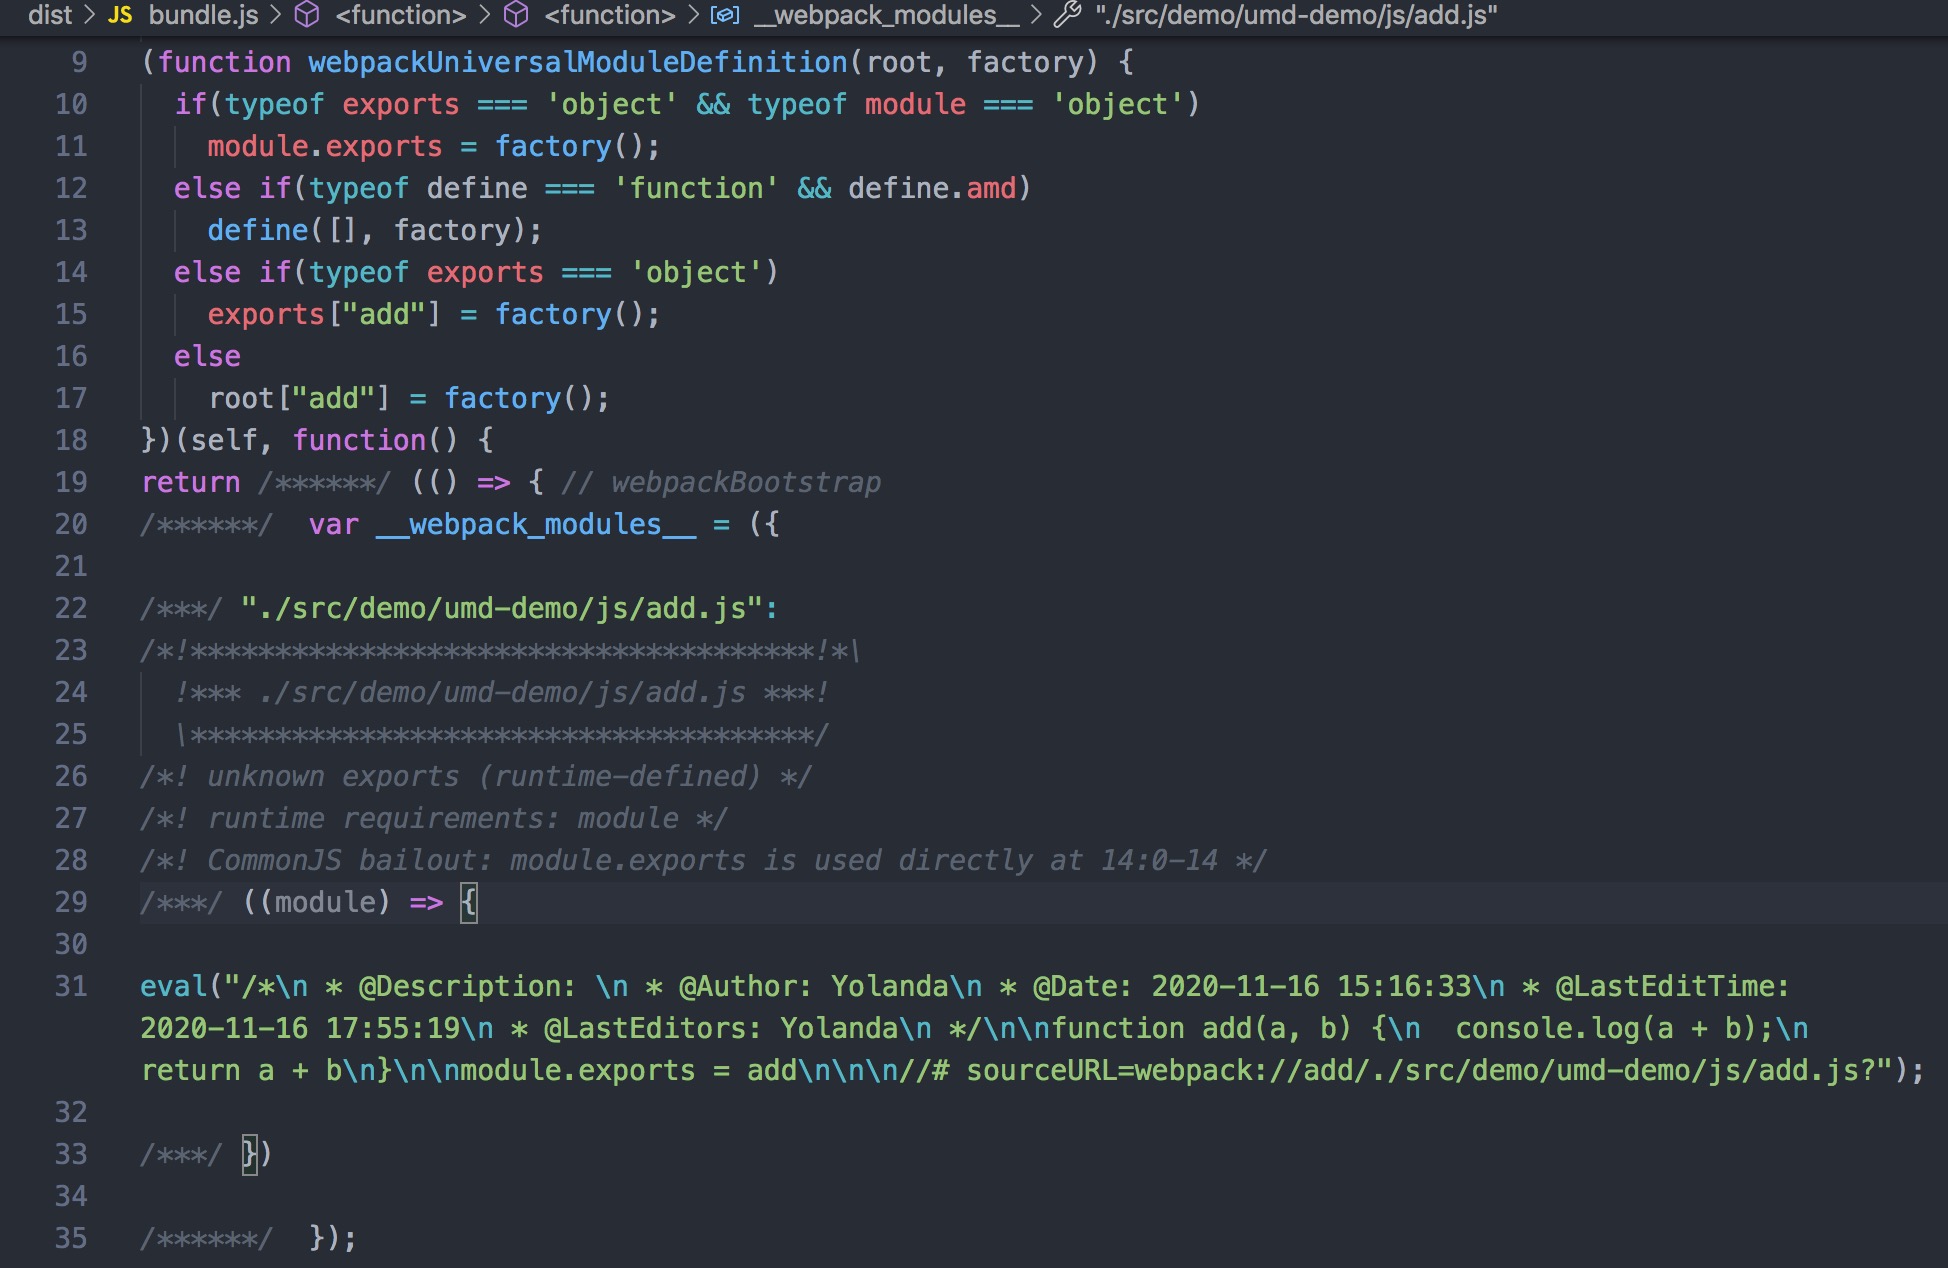 dist > JS bundle.js > <function> > <function> > __webpack_modules__ > "./src/demo/umd-demo/js/add.js"
9 (function webpackUniversalModuleDefinition(root, factory) {
10 if(typeof exports === 'object' && typeof module === 'object')
11 module.exports = factory();
12 else if(typeof define === 'function' && define.amd)
13 define([], factory);
14 else if(typeof exports === 'object')
15 exports["add"] = factory();
16 else
17 root["add"] = factory();
18 })(self, function() {
19 return /******/ (() => { // webpackBootstrap
20 /******/ var __webpack_modules__ = ({
21
22 /***/ "./src/demo/umd-demo/js/add.js":
23 /*!*************************************!*\
24 !*** ./src/demo/umd-demo/js/add.js ***!
25 \*************************************/
26 /*! unknown exports (runtime-defined) */
27 /*! runtime requirements: module */
28 /*! CommonJS bailout: module.exports is used directly at 14:0-14 */
29 /***/ ((module) => {
30
31 eval("/*\n * @Description: \n * @Author: Yolanda\n * @Date: 2020-11-16 15:16:33\n * @LastEditTime:
2020-11-16 17:55:19\n * @LastEditors: Yolanda\n */\n\nfunction add(a, b) {\n  console.log(a + b);\n
return a + b\n}\n\nmodule.exports = add\n\n\n//# sourceURL=webpack://add/./src/demo/umd-demo/js/add.js?");
32
33 /***/ })
34
35 /******/ });